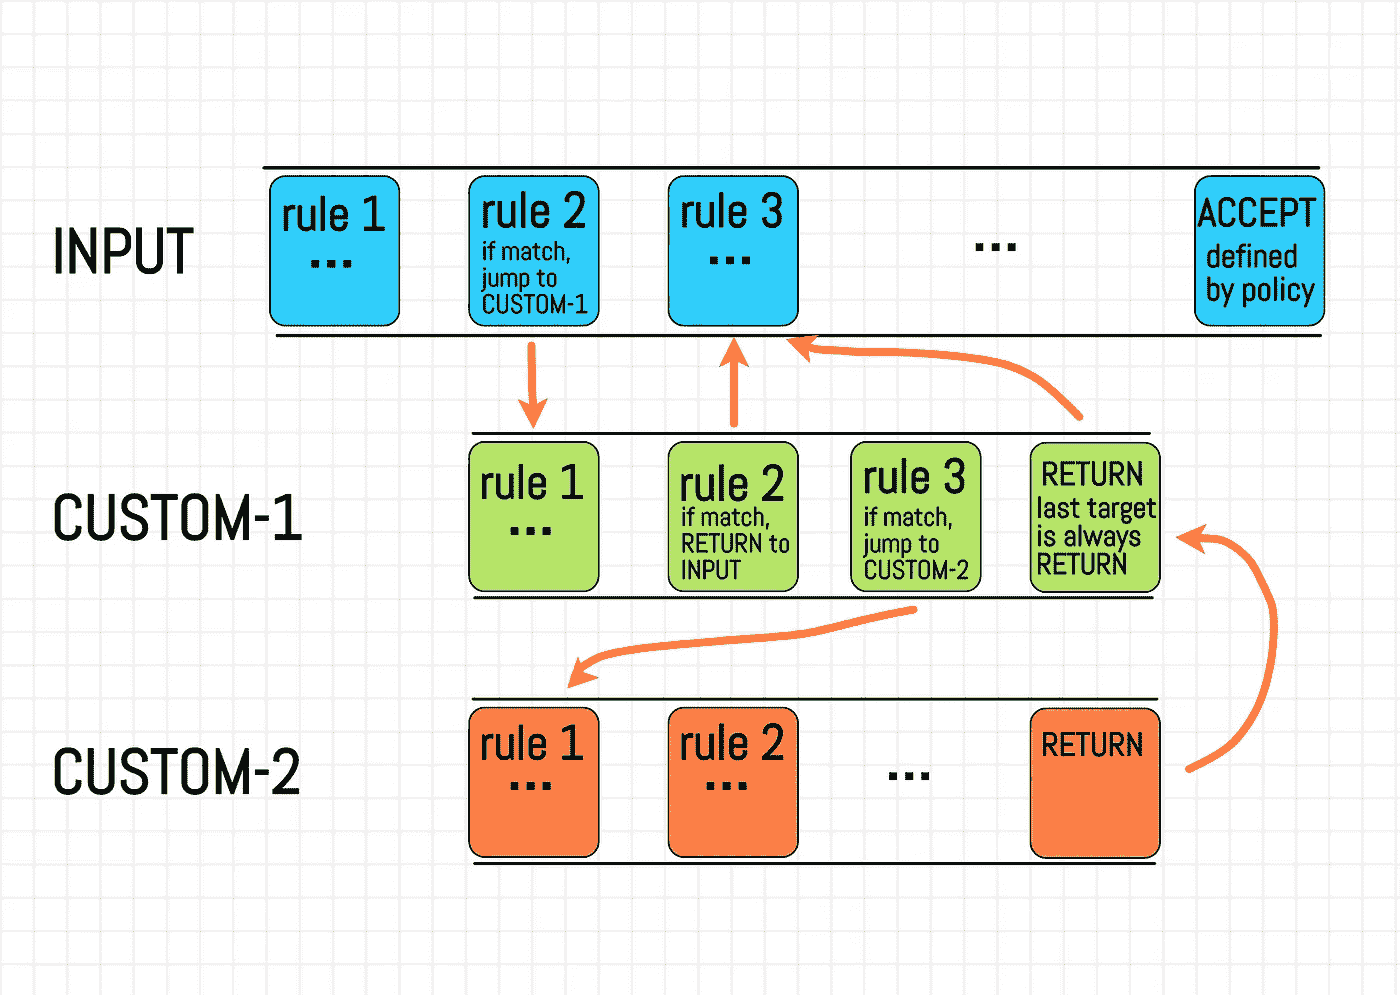 INPUT
rule 1
...
rule 2
if match,
jump to
CUSTOM-1
rule 3
...
...
ACCEPT
defined
by policy
CUSTOM-1
rule 1
...
rule 2
if match,
RETURN to
INPUT
rule 3
if match,
jump to
CUSTOM-2
RETURN
last target
is always
RETURN
CUSTOM-2
rule 1
...
rule 2
...
...
RETURN